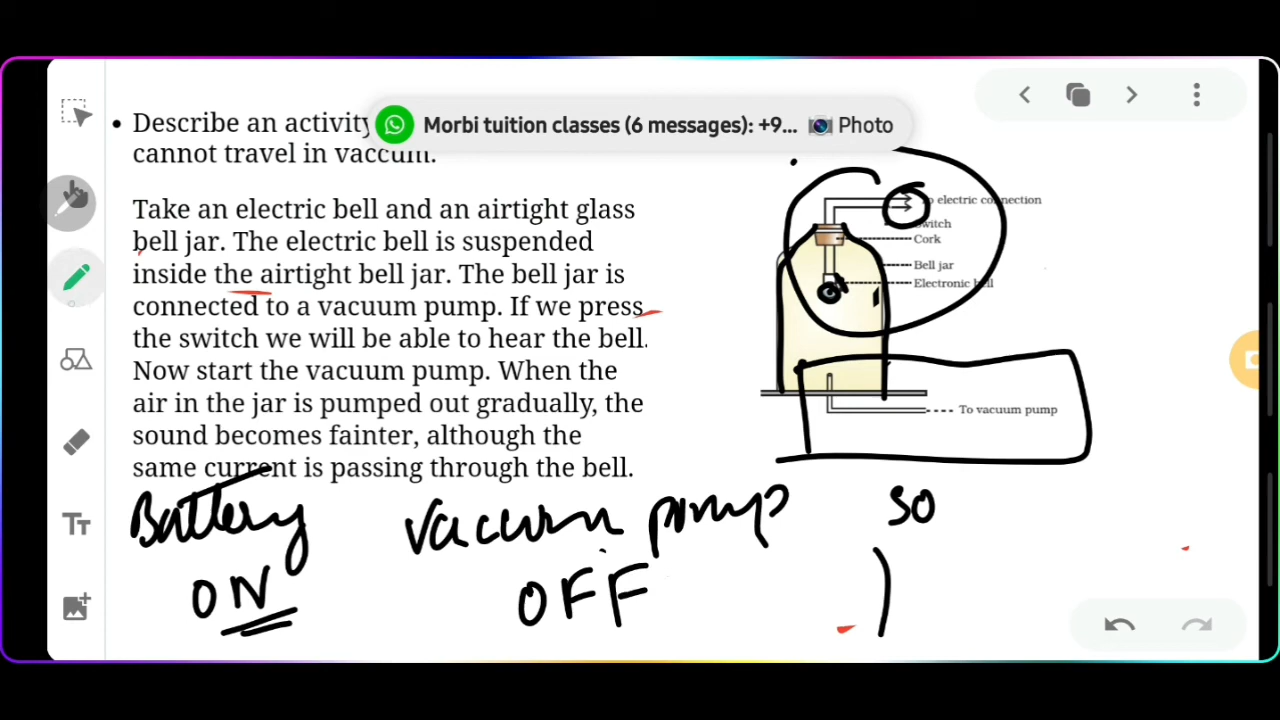 Morbi tuition classes (6 messages): +9... Photo
• Describe an activity
cannot travel in vaccum.
Take an electric bell and an airtight glass
bell jar. The electric bell is suspended
inside the airtight bell jar. The bell jar is
connected to a vacuum pump. If we press
the switch we will be able to hear the bell.
Now start the vacuum pump. When the
air in the jar is pumped out gradually, the
sound becomes fainter, although the
same current is passing through the bell.
To electric connection
Switch
Cork
Bell jar
Electronic bell
To vacuum pump
Battery vacuum pump so
ON OFF )
Tт